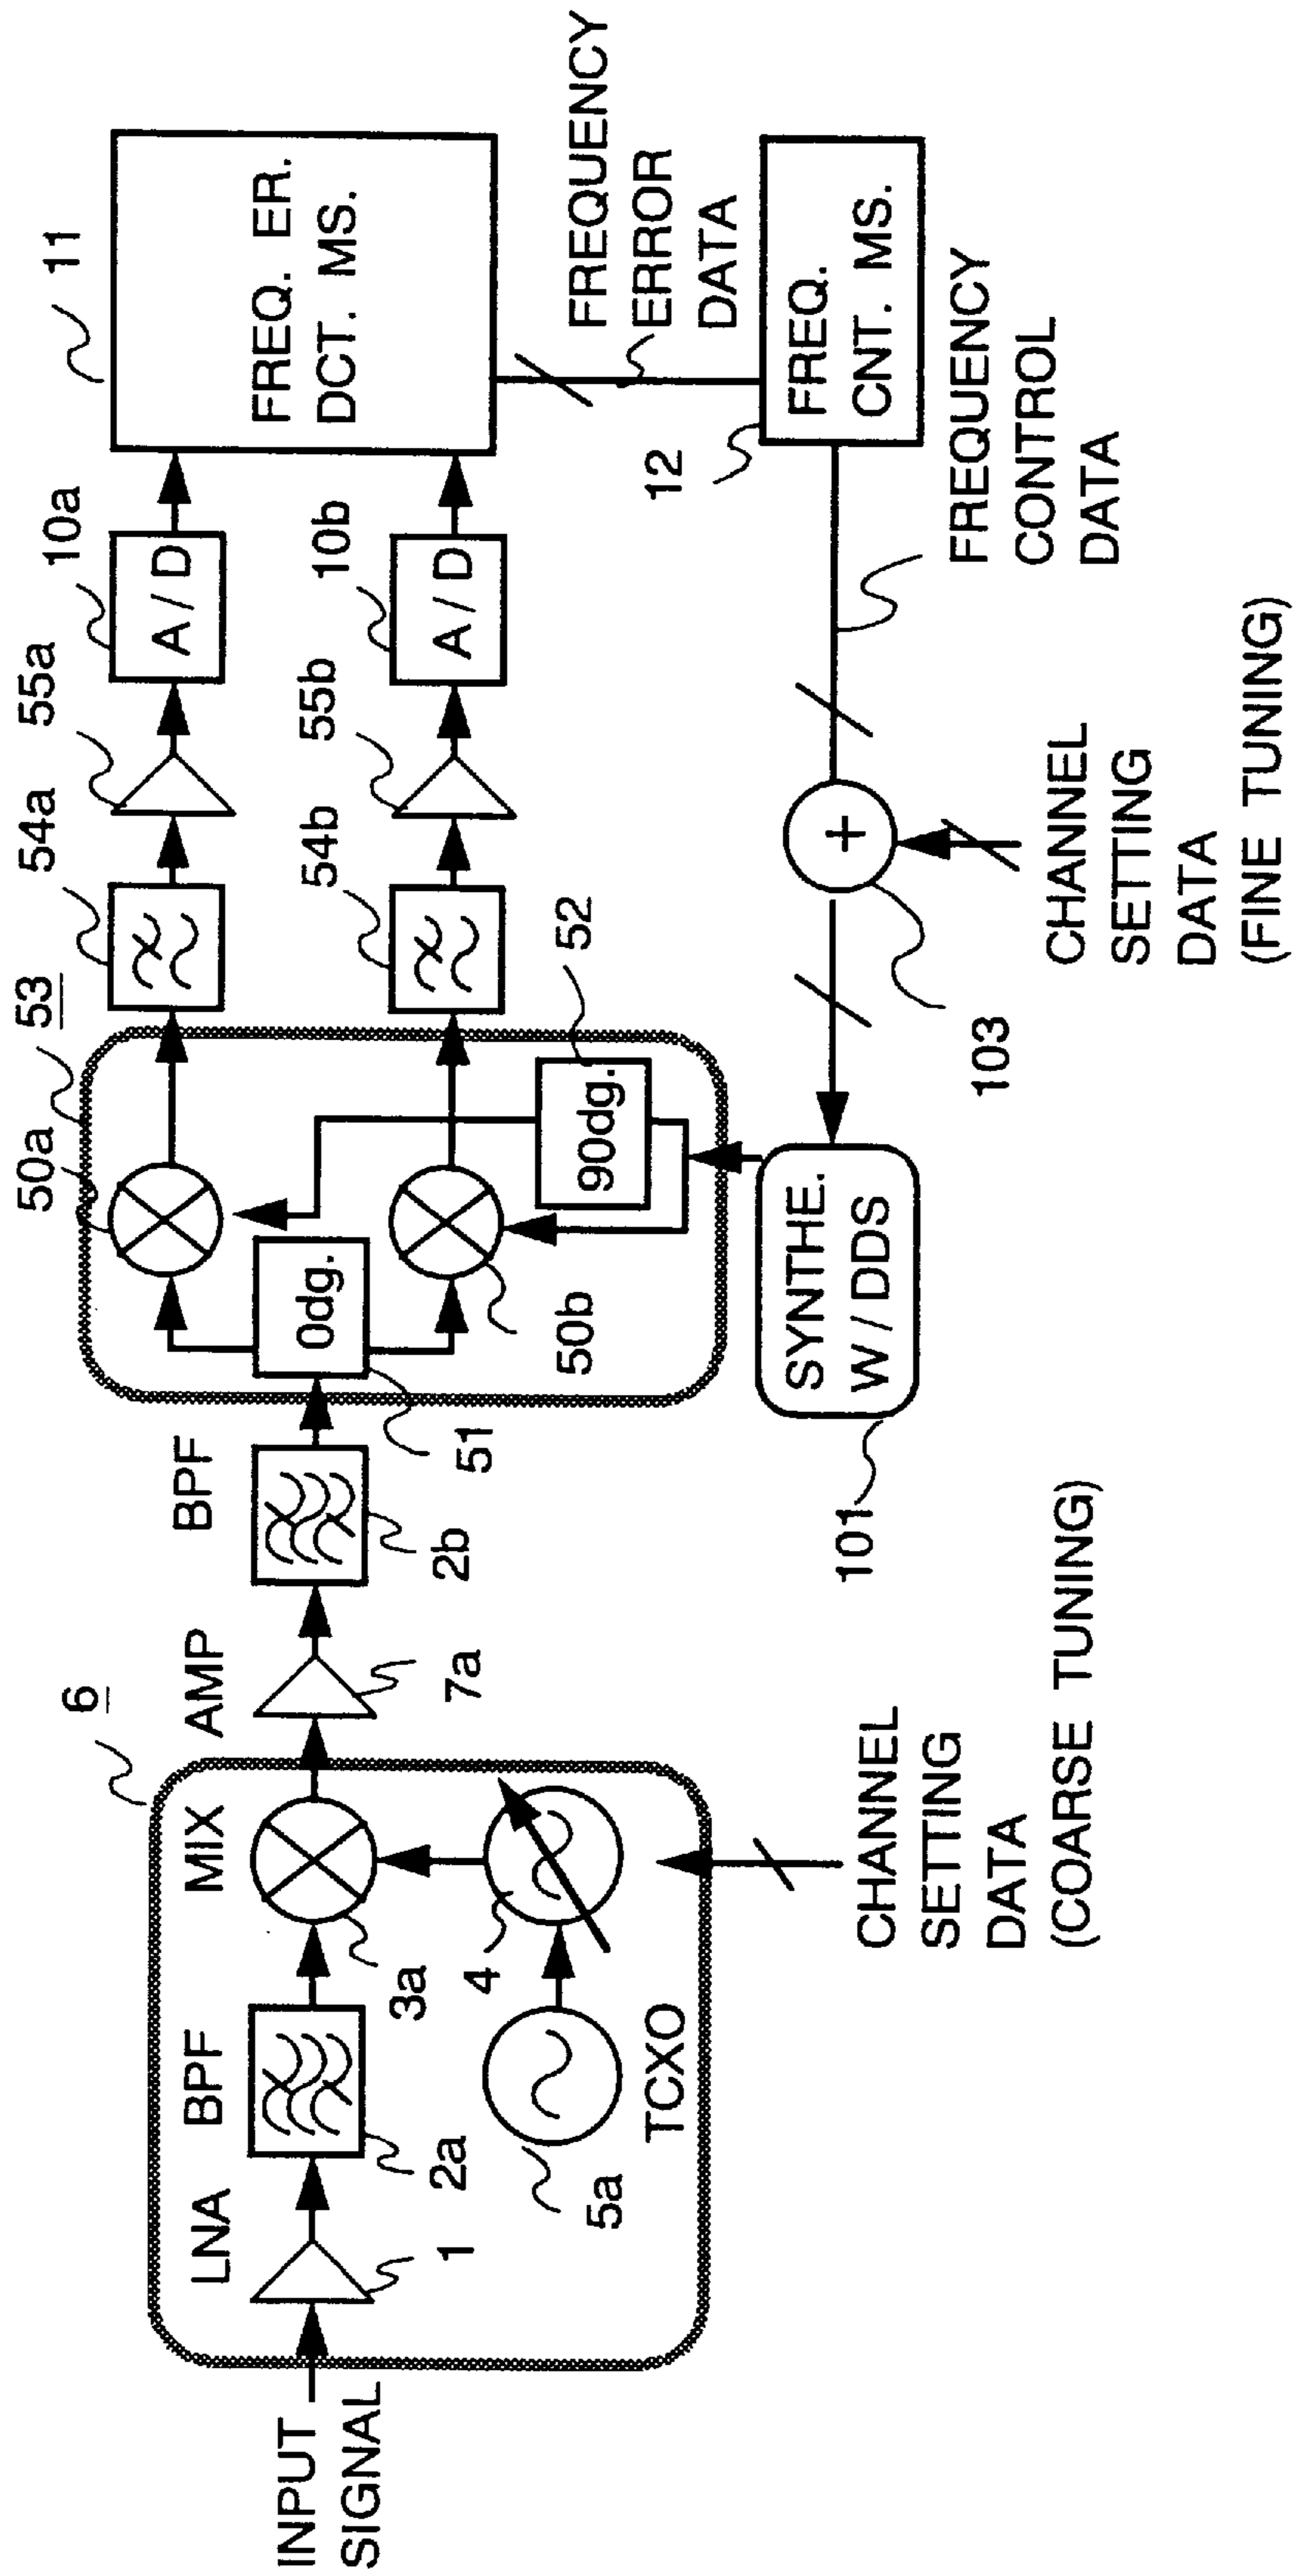 INPUT
SIGNAL
6
LNA
1
BPF
2a
MIX
3a
4
5a
TCXO
CHANNEL
SETTING
DATA
(COARSE TUNING)
AMP
7a
BPF
2b
51
53
50a
0dg.
50b
90dg.
52
54a
54b
55a
55b
10a
A/D
10b
A/D
11
FREQ. ER.
DCT. MS.
FREQUENCY
ERROR
DATA
12
FREQ.
CNT. MS.
FREQUENCY
CONTROL
DATA
+
103
CHANNEL
SETTING
DATA
(FINE TUNING)
SYNTHE.
W/DDS
101